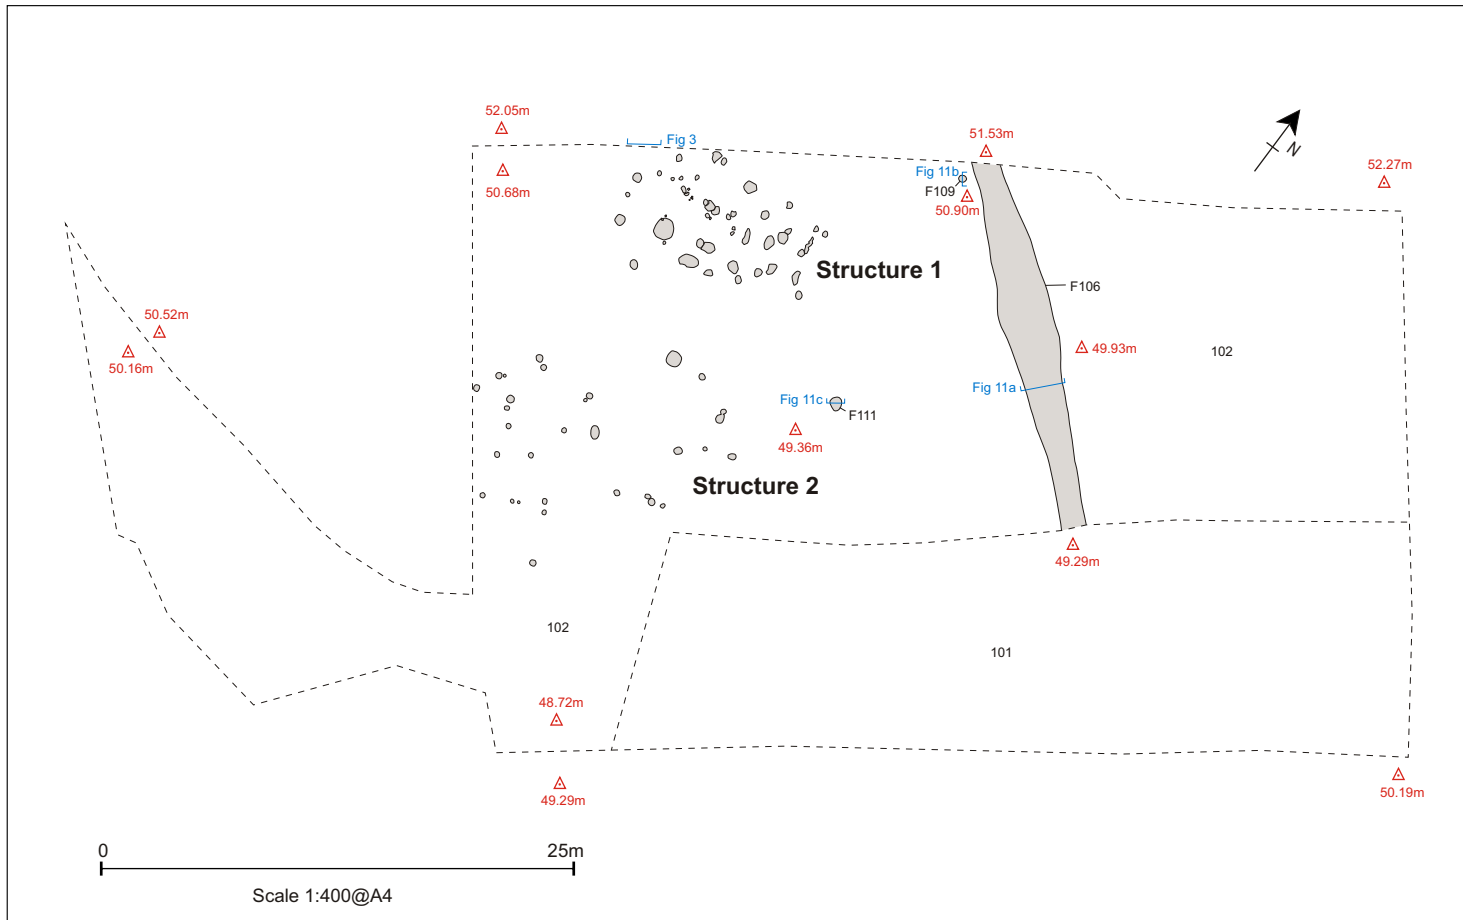 52.05m
Fig 3
51.53m
N
52.27m
50.68m
Fig 11b
F109
50.90m
Structure 1
F106
50.52m
50.16m
49.93m
102
Fig 11a
Fig 11c
F111
49.36m
Structure 2
49.29m
102
101
48.72m
49.29m
50.19m
0 25m
Scale 1:400@A4